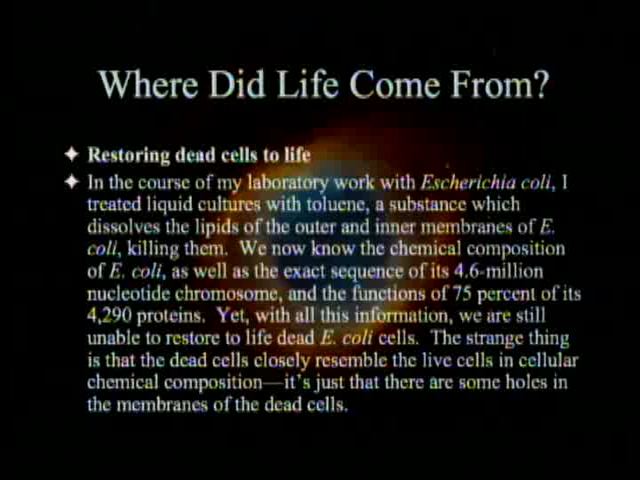 Where Did Life Come From?
Restoring dead cells to life
In the course of my laboratory work with Escherichia coli, I
treated liquid cultures with toluene, a substance which
dissolves the lipids of the outer and inner membranes of E.
coli, killing them. We now know the chemical composition
of E. coli, as well as the exact sequence of its 4.6-million
nucleotide chromosome, and the functions of 75 percent of its
4,290 proteins. Yet, with all this information, we are still
unable to restore to life dead E. coli cells. The strange thing
is that the dead cells closely resemble the live cells in cellular
chemical composition—it's just that there are some holes in
the membranes of the dead cells.